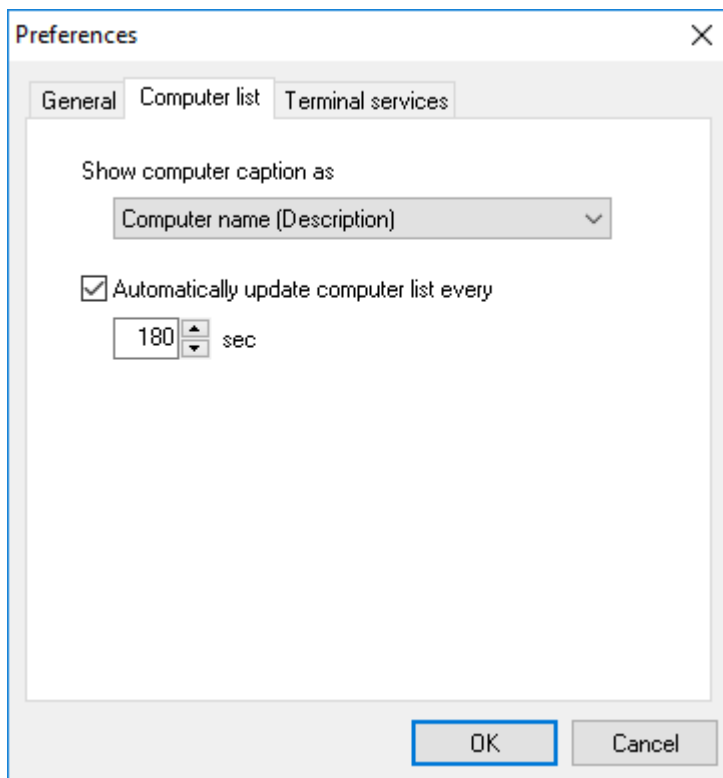 Preferences
General Computer list Terminal services
Show computer caption as
Computer name (Description)
Automatically update computer list every
180 sec
OK Cancel